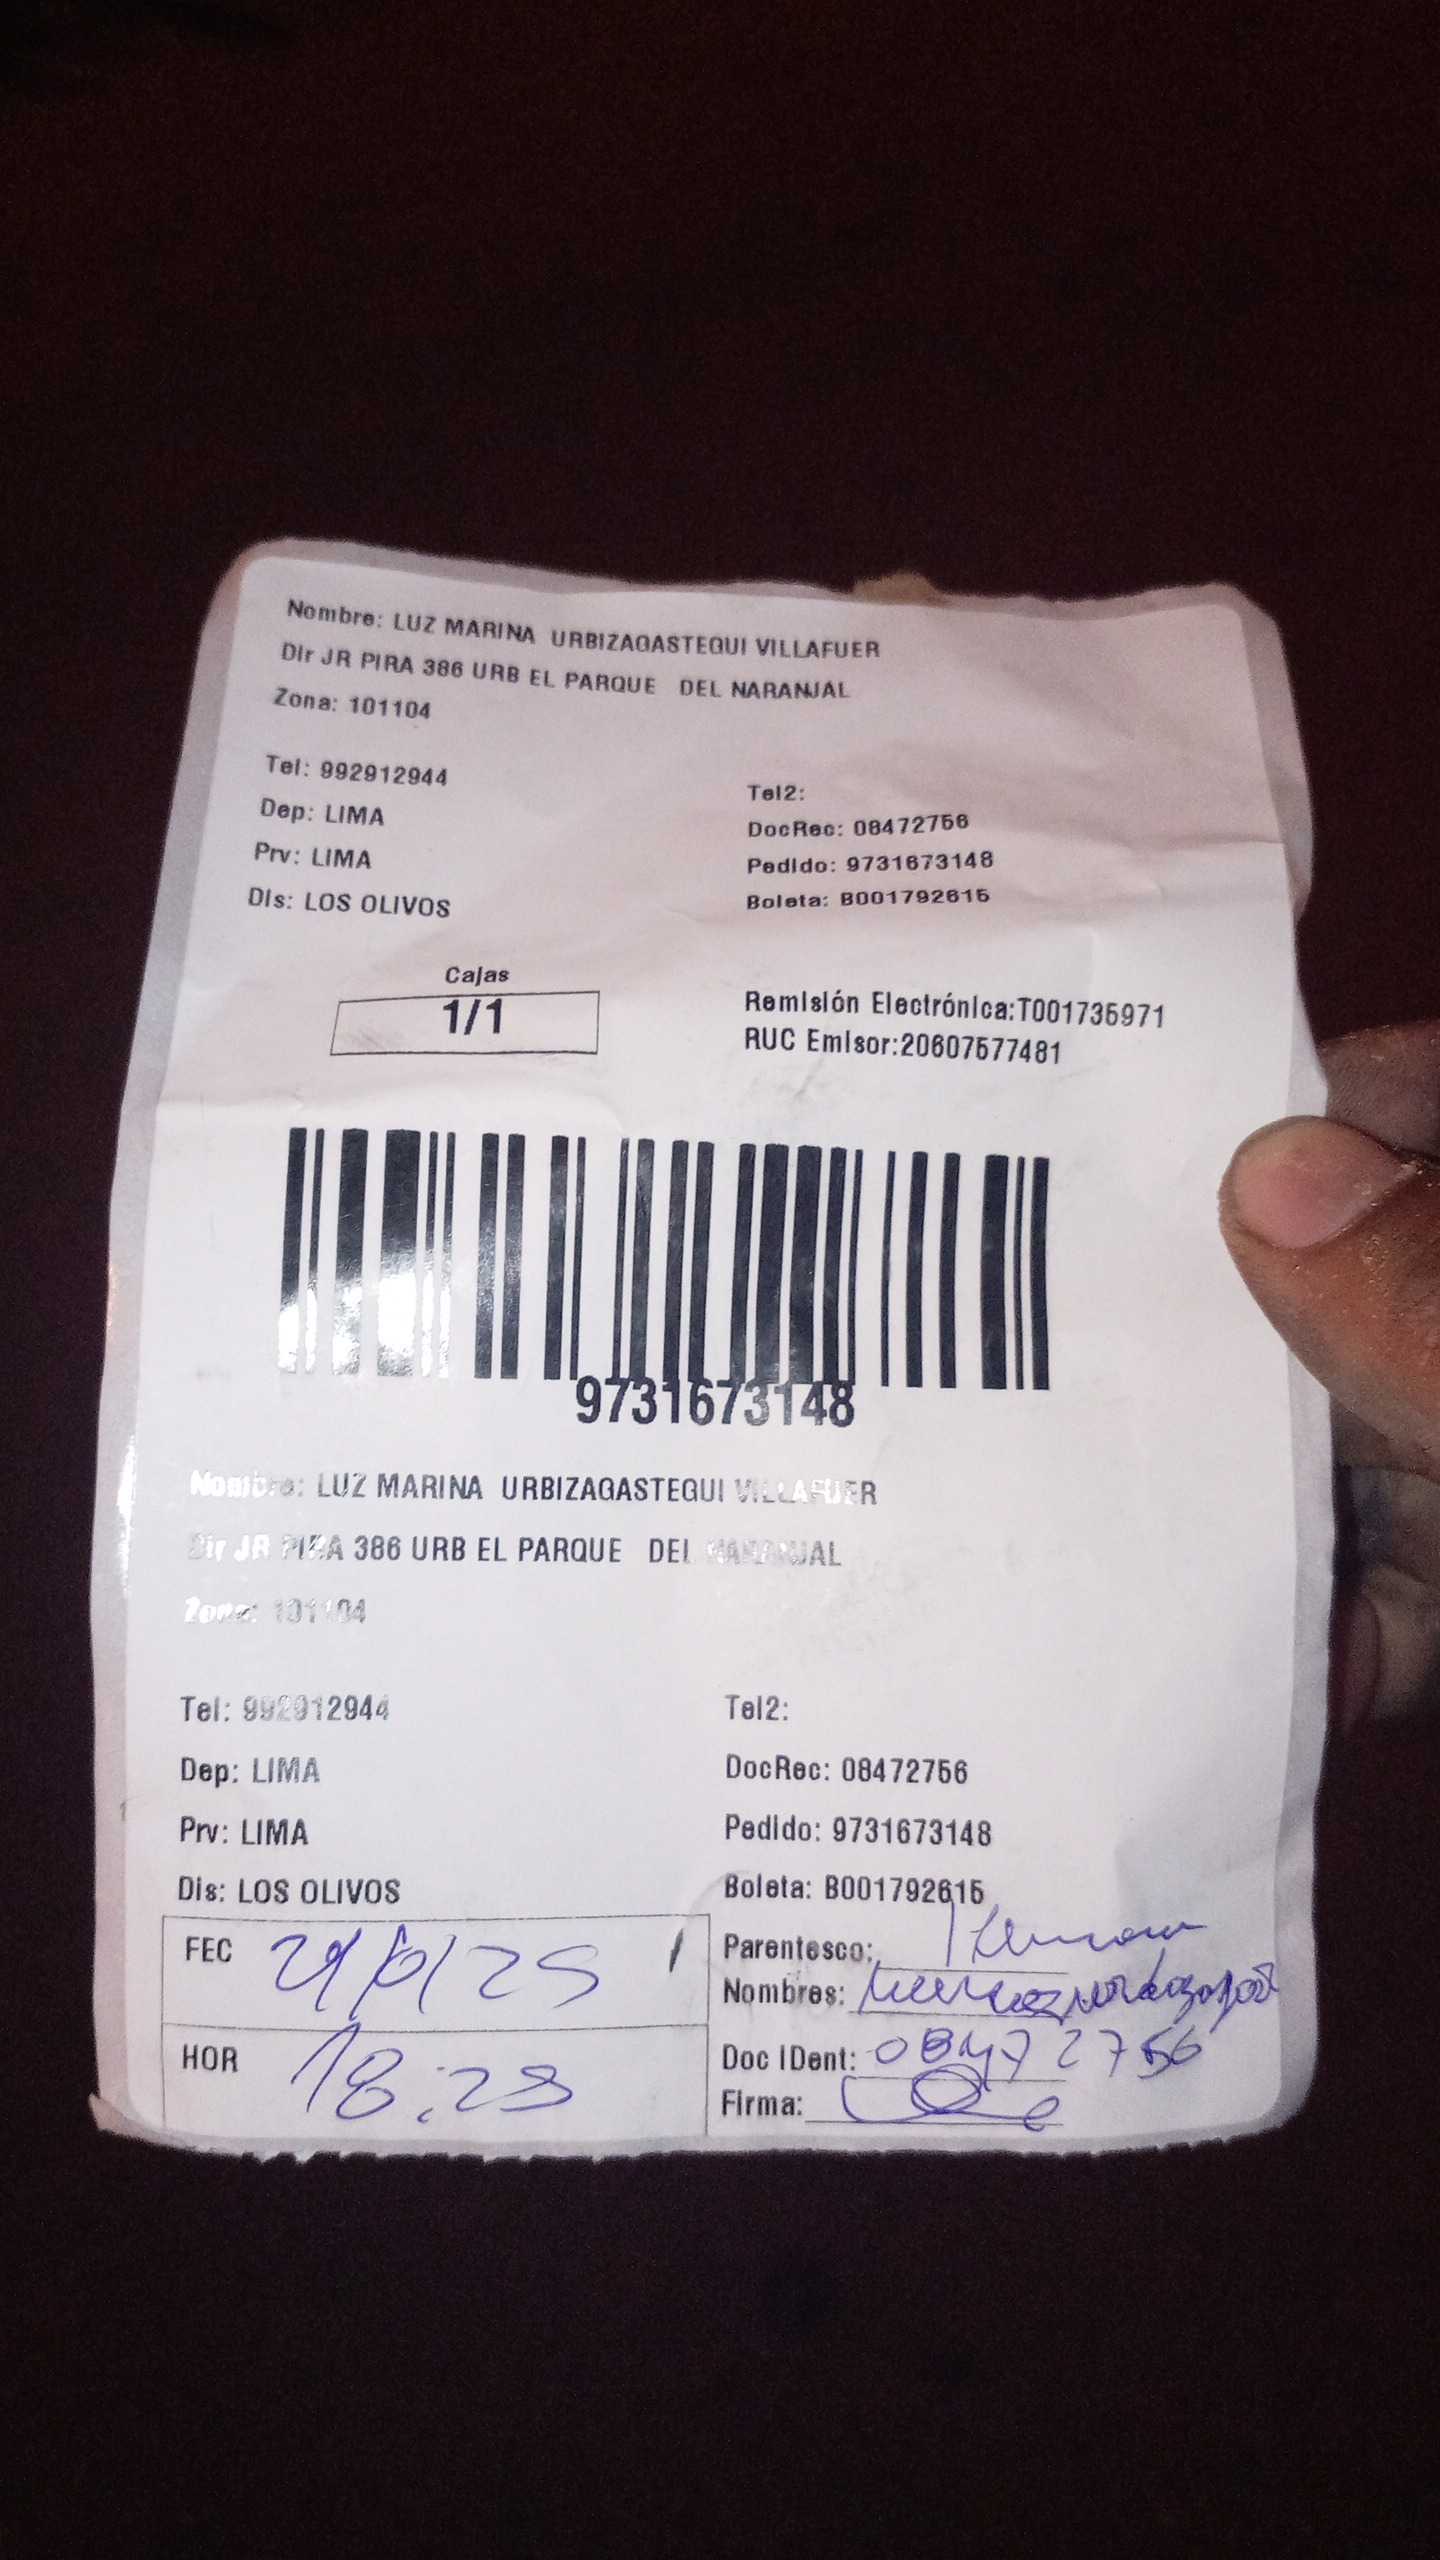 Nombre: LUZ MARINA URBIZAGASTEGUI VILLAFUER
Dir JR PIRA 386 URB EL PARQUE DEL NARANJAL
Zona: 101104
Tel: 992912944
Tel2:
Dep: LIMA
DocRec: 08472756
Prv: LIMA
Pedido: 9731673148
Dis: LOS OLIVOS
Boleta: B001792615
Cajas
1/1
Remisión Electrónica:T001735971
RUC Emisor:20607577481
9731673148
Nombre: LUZ MARINA URBIZAGASTEGUI VILLAFUER
Dir JR PIRA 386 URB EL PARQUE DEL NARANJAL
Zona: 101104
Tel: 992912944
Tel2:
Dep: LIMA
DocRec: 08472756
Prv: LIMA
Pedido: 9731673148
Dis: LOS OLIVOS
Boleta: B001792615
FEC
Parentesco:
Nombres:
HOR 18:23
Doc IDent: 08472756
Firma: